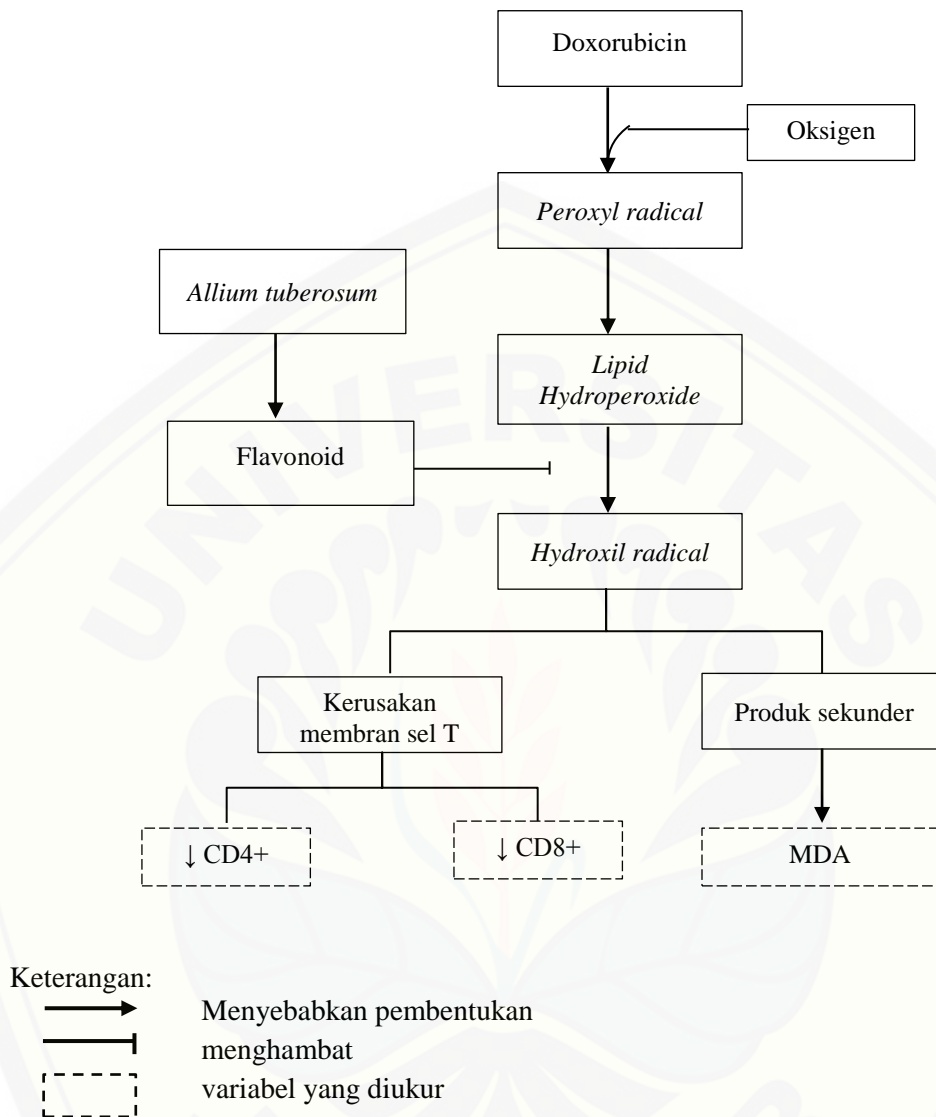 Doxorubicin
Oksigen
Peroxyl radical
Allium tuberosum
Lipid
Hydroperoxide
Flavonoid
Hydroxil radical
Kerusakan
membran sel T
Produk sekunder
↓ CD4+
↓ CD8+
MDA
Keterangan:
Menyebabkan pembentukan
menghambat
variabel yang diukur
UNIVERSITAS